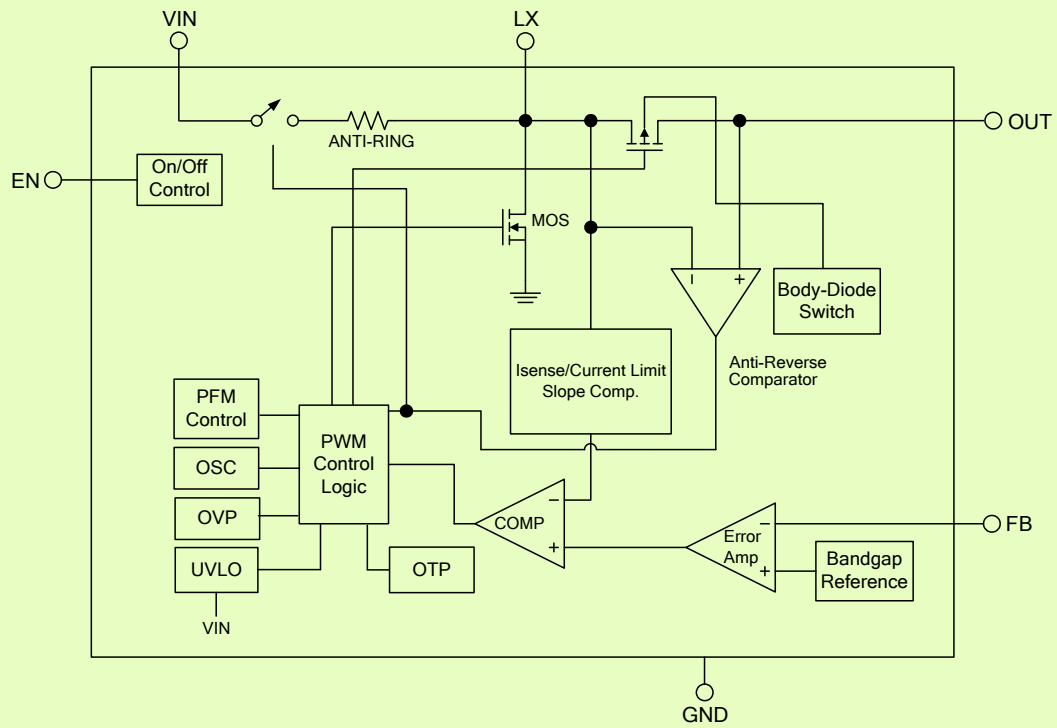 VIN
LX
OUT
ANTI-RING
EN
On/Off
Control
MOS
− +
Body-Diode
Switch
Anti-Reverse
Comparator
Isense/Current Limit
Slope Comp.
PFM
Control
PWM
Control
Logic
OSC
OVP
UVLO
VIN
OTP
−
COMP
+
−
Error
Amp
+
FB
Bandgap
Reference
GND